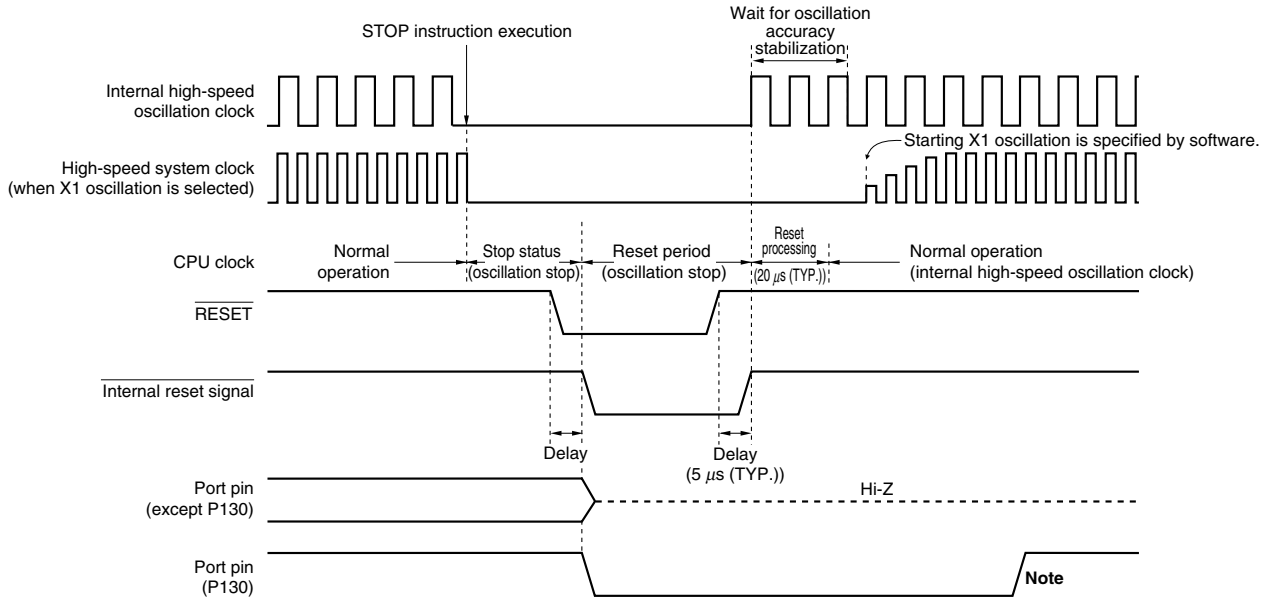 Wait for oscillation
accuracy
stabilization
STOP instruction execution
Internal high-speed
oscillation clock
Starting X1 oscillation is specified by software.
High-speed system clock
(when X1 oscillation is selected)
CPU clock
Normal
operation
Stop status
(oscillation stop)
Reset period
(oscillation stop)
Reset
processing
(20 μs (TYP.))
Normal operation
(internal high-speed oscillation clock)
RESET
Internal reset signal
Delay
Delay
(5 μs (TYP.))
Port pin
(except P130)
Hi-Z
Port pin
(P130)
Note